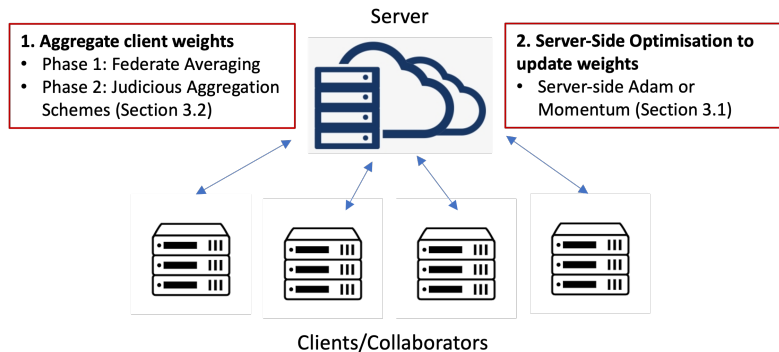 Server
1. Aggregate client weights
• Phase 1: Federate Averaging
• Phase 2: Judicious Aggregation
Schemes (Section 3.2)
2. Server-Side Optimisation to
update weights
• Server-side Adam or
Momentum (Section 3.1)
Clients/Collaborators